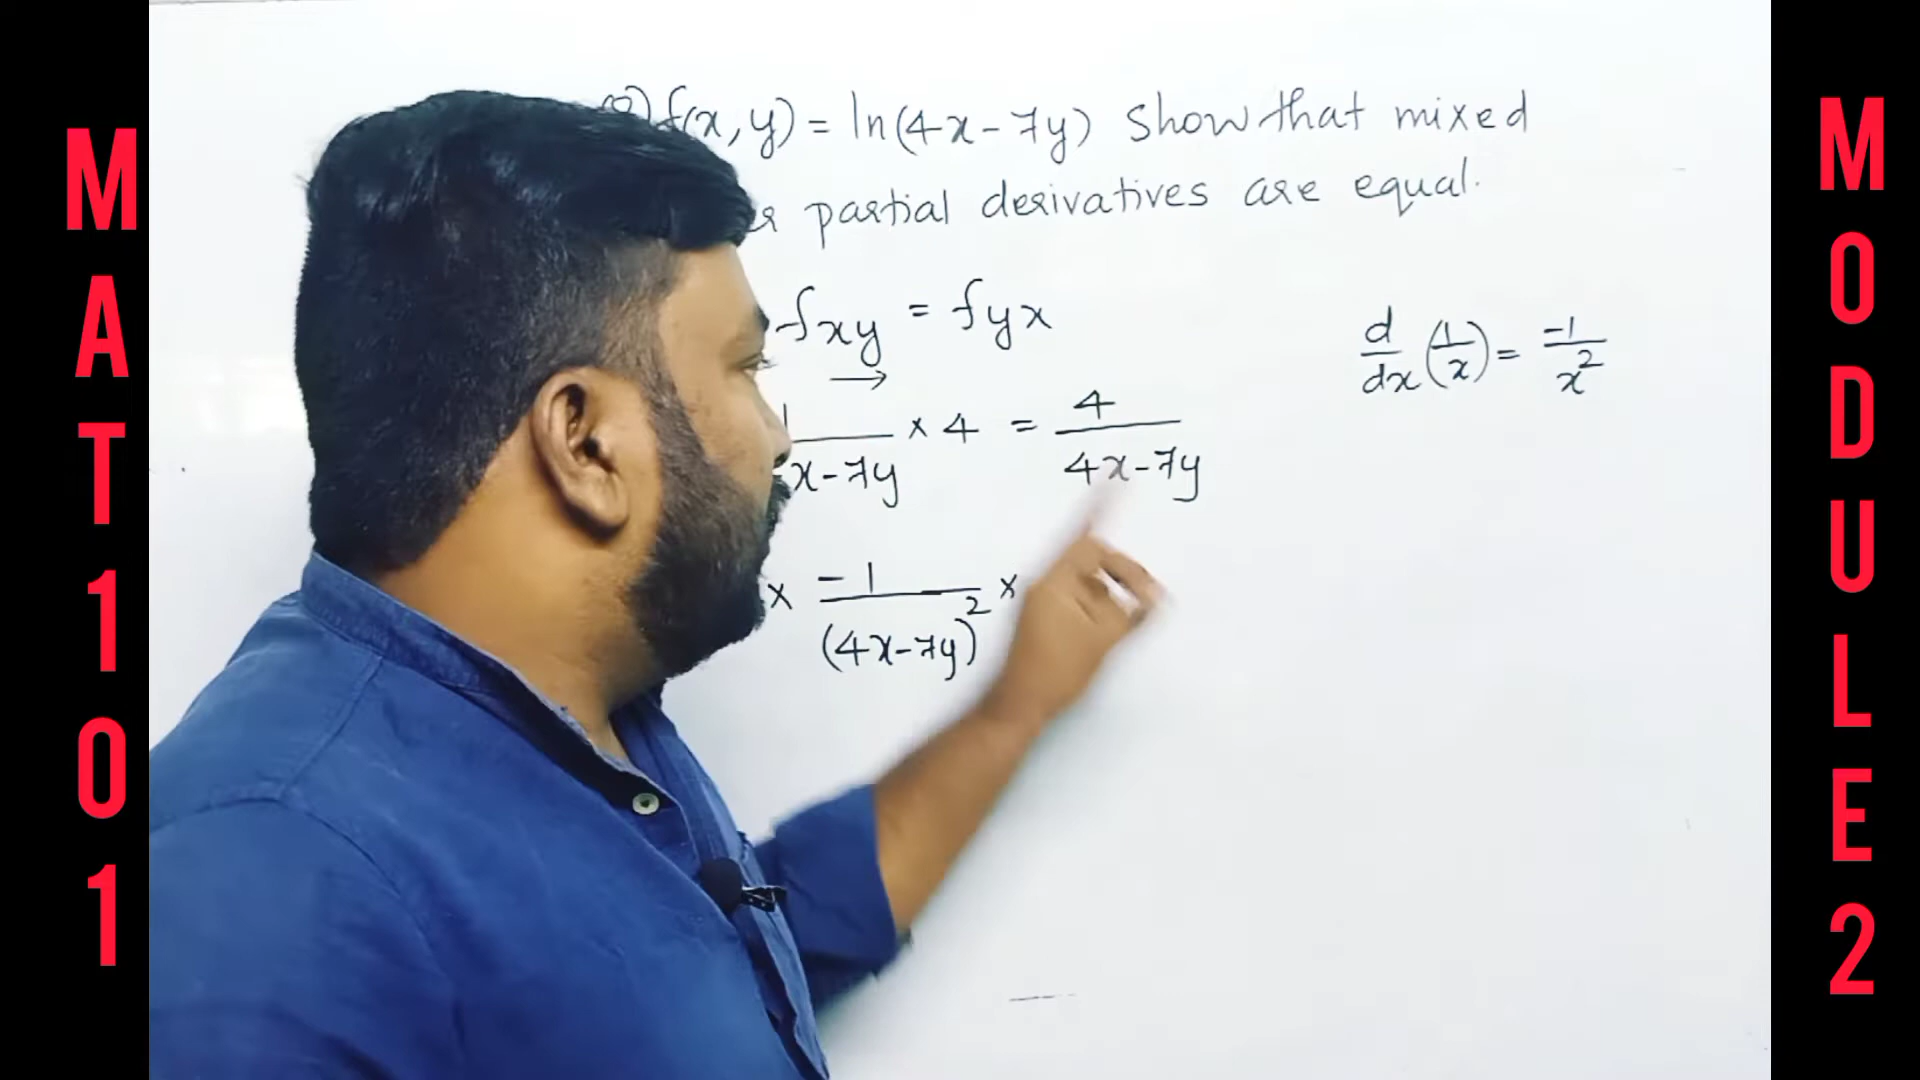 MAT101
f(x, y) = ln(4x-7y) show that mixed
partial derivatives are equal.
fxy = fyx
d/dx (1/x) = -1/x²
x-7y × 4 = 4/(4x-7y)
× -1/(4x-7y)² ×
MODULE2